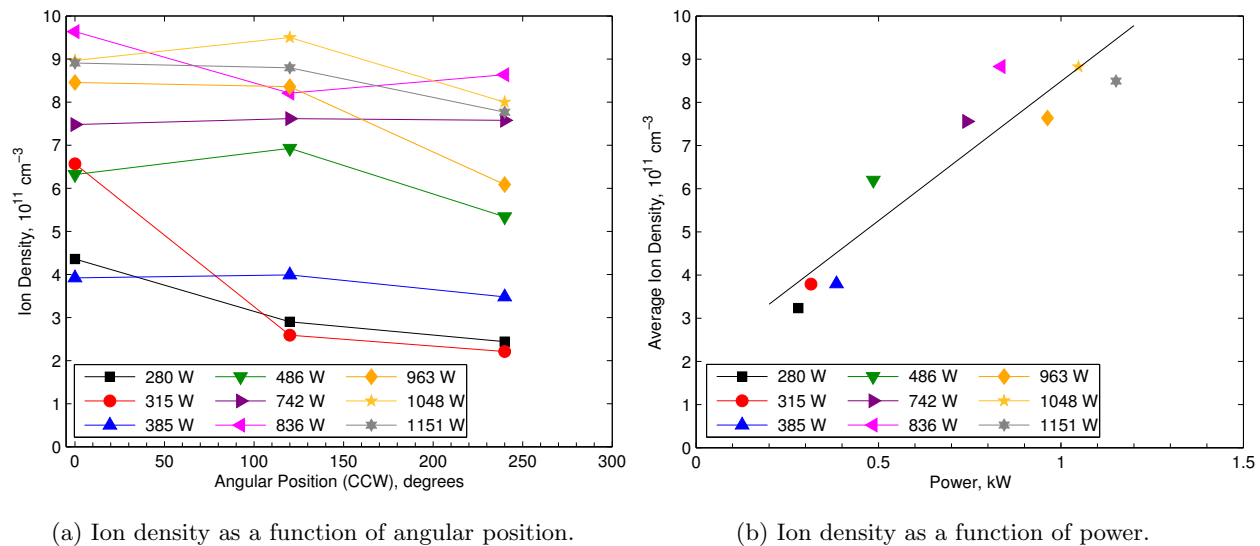 10
9
8
7
6
5
4
3
2
1
0
Ion Density, 10¹¹ cm⁻³
280 W 486 W 963 W
315 W 742 W 1048 W
385 W 836 W 1151 W
0 50 100 150 200 250 300
Angular Position (CCW), degrees
(a) Ion density as a function of angular position.
10
9
8
7
6
5
4
3
2
1
0
Average Ion Density, 10¹¹ cm⁻³
280 W 486 W 963 W
315 W 742 W 1048 W
385 W 836 W 1151 W
0 0.5 1 1.5
Power, kW
(b) Ion density as a function of power.